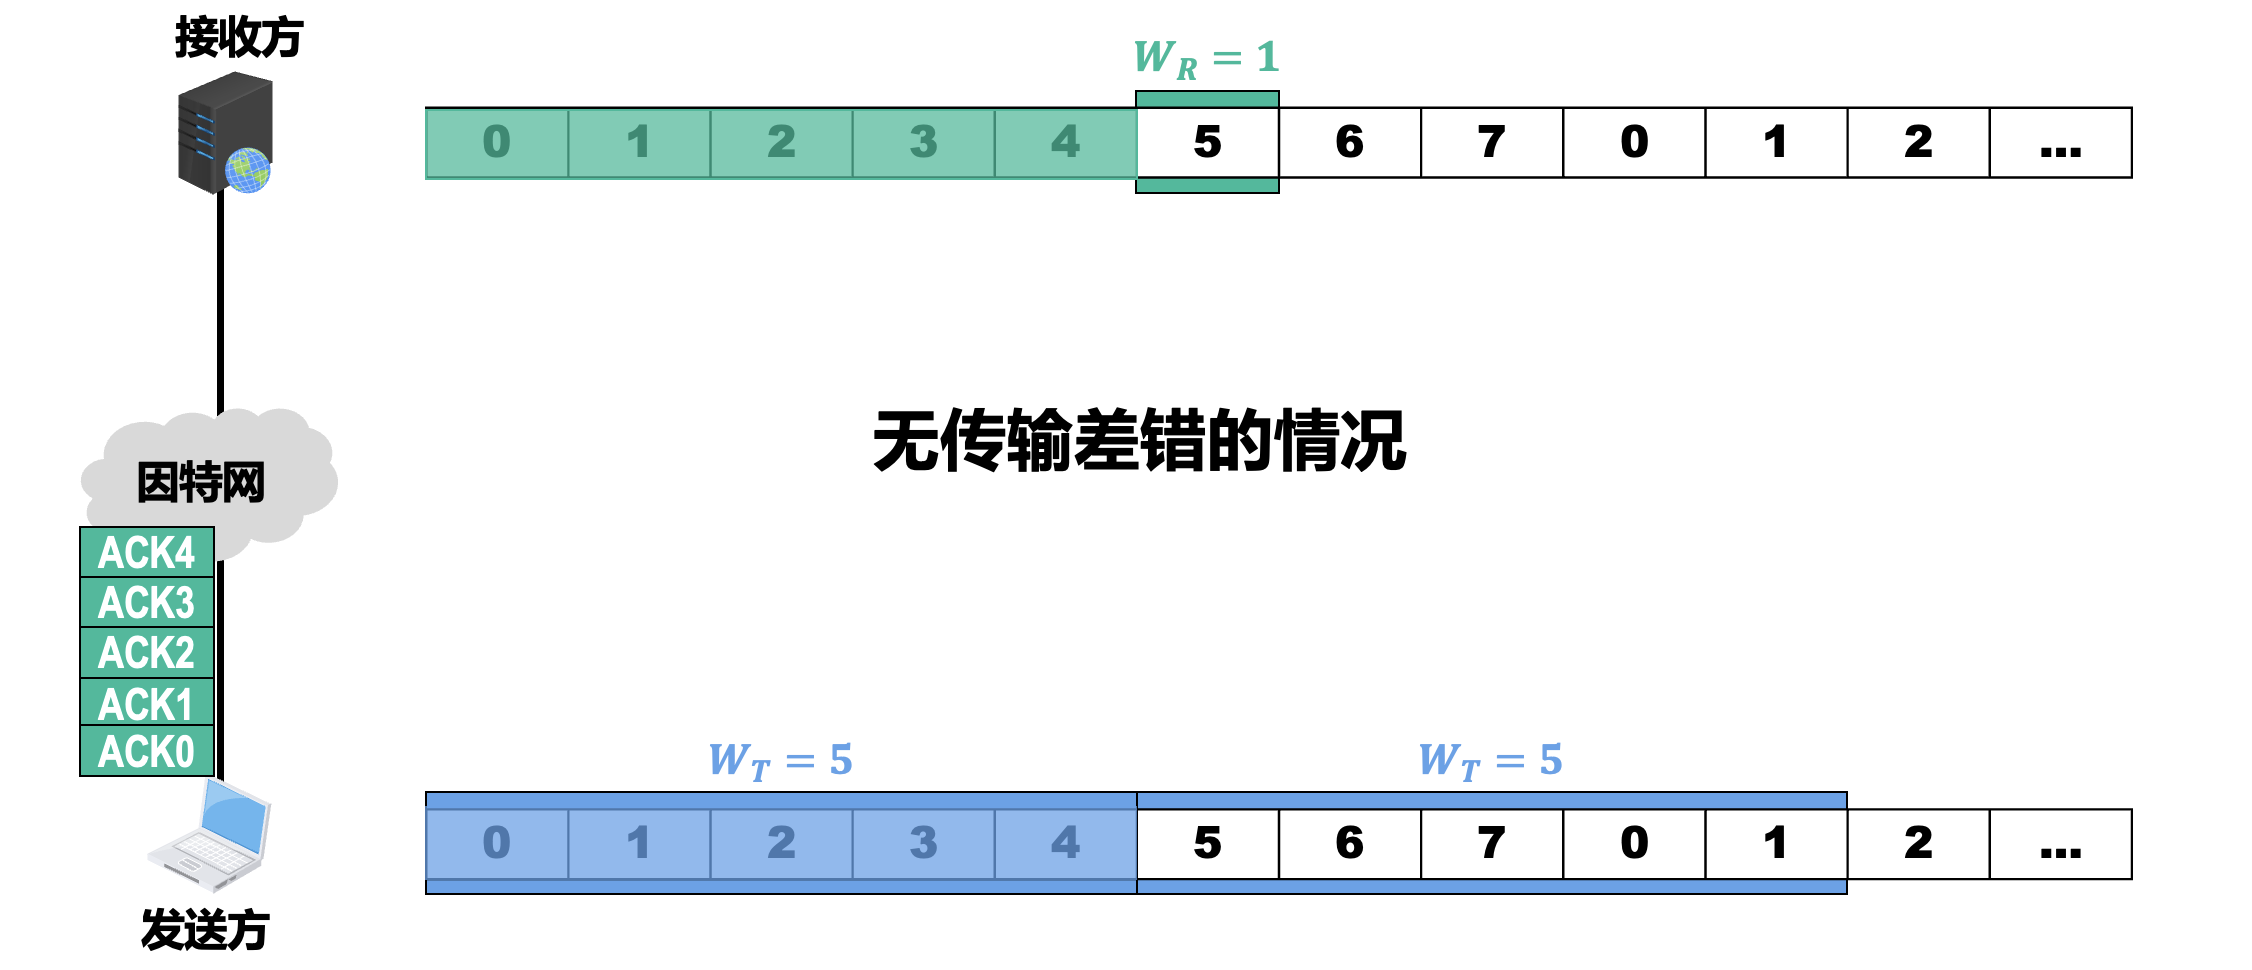 接收方
W_R = 1
0 1 2 3 4 5 6 7 0 1 2 ...
无传输差错的情况
因特网
ACK4
ACK3
ACK2
ACK1
ACK0
W_T = 5 W_T = 5
0 1 2 3 4 5 6 7 0 1 2 ...
发送方